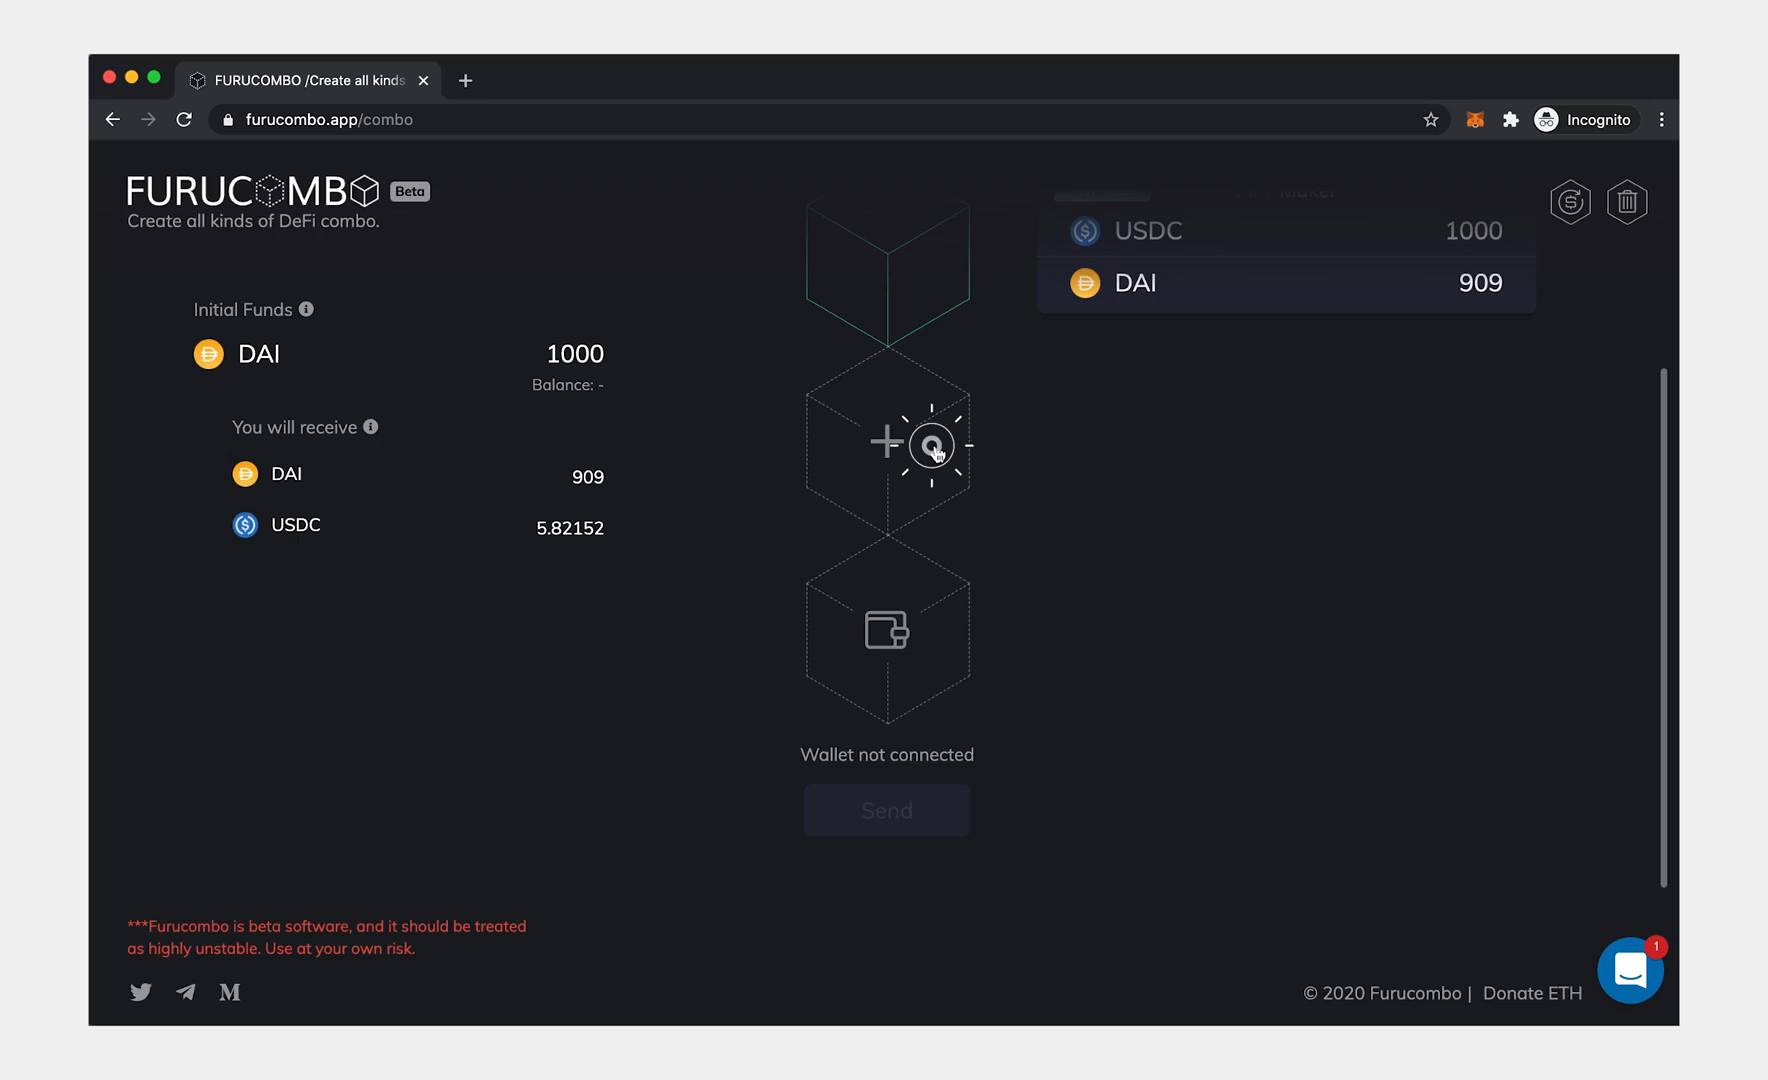 FURUCOMBO /Create all kinds
furucombo.app/combo
Incognito
FURUCOMBO Beta
Create all kinds of DeFi combo.
Maker
USDC 1000
DAI 909
Initial Funds
DAI 1000
Balance: -
You will receive
DAI 909
USDC 5.82152
Wallet not connected
Send
***Furucombo is beta software, and it should be treated
as highly unstable. Use at your own risk.
1
© 2020 Furucombo | Donate ETH